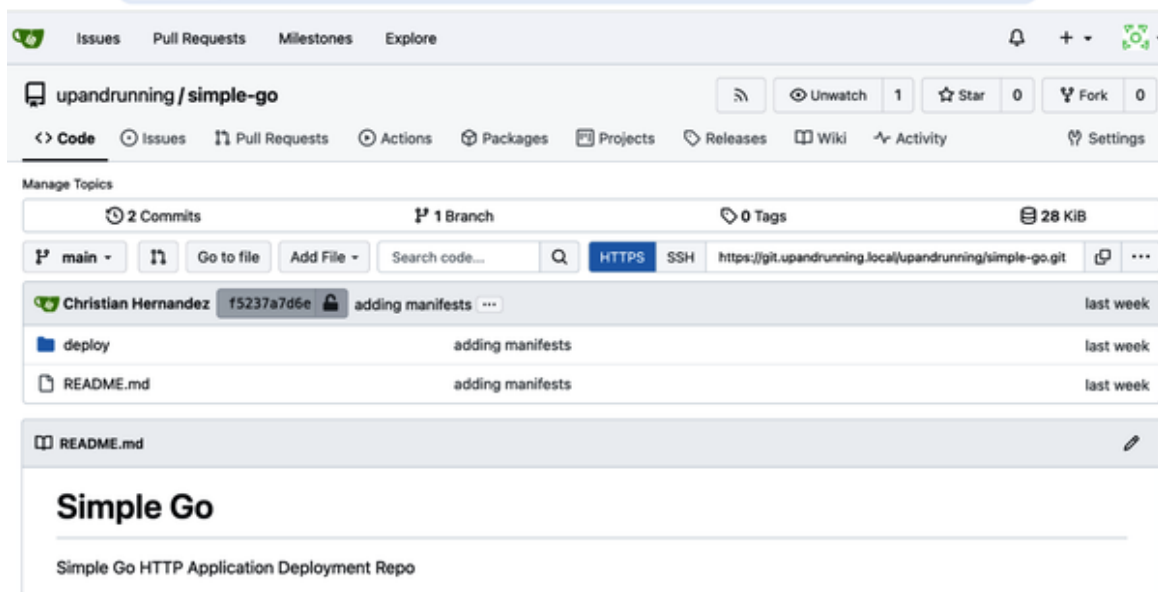 Issues Pull Requests Milestones Explore
upandrunning / simple-go Unwatch 1 Star 0 Fork 0
Code Issues Pull Requests Actions Packages Projects Releases Wiki Activity Settings
Manage Topics
2 Commits 1 Branch 0 Tags 28 KiB
main Go to file Add File Search code... HTTPS SSH https://git.upandrunning.local/upandrunning/simple-go.git
Christian Hernandez f5237a7d6e adding manifests ... last week
deploy adding manifests last week
README.md adding manifests last week
README.md
Simple Go
Simple Go HTTP Application Deployment Repo